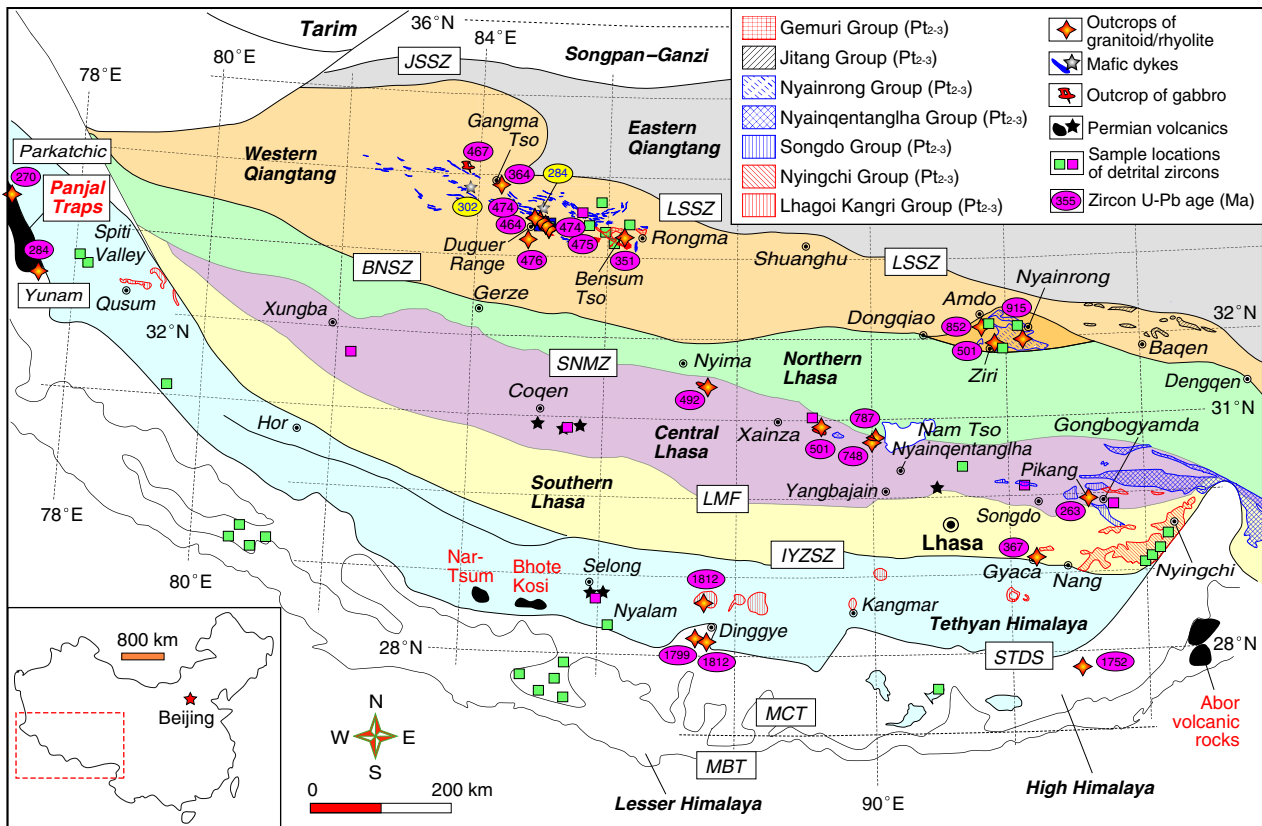 Tarim
36°N
84°E
Songpan–Ganzi
80°E
78°E
JSSZ
Gangma
Tso
Eastern
Qiangtang
Western
Qiangtang
Parkatchic
270
Panjal
Traps
467
364
284
302
474
464
474
475
476
351
LSSZ
Rongma
Duguer
Range
Bensum
Tso
Shuanghu
LSSZ
Spiti
Valley
284
Yunam
Qusum
BNSZ
Gerze
Xungba
32°N
Amdo
915
Nyainrong
852
501
Ziri
Dongqiao
32°N
Baqen
Dengqen
SNMZ
Nyima
Northern
Lhasa
31°N
492
Coqen
Hor
Central
Lhasa
Xainza
787
501
748
Nam Tso
Nyainqentanglha
Gongbogyamda
Pikang
Yangbajain
Songdo
263
Southern
Lhasa
LMF
78°E
80°E
Lhasa
IYZSZ
367
Gyaca
Nang
Nyingchi
Nar-
Tsum
Bhote
Kosi
Selong
1812
Nyalam
Kangmar
Dinggye
Tethyan Himalaya
28°N
1799
1812
STDS
1752
28°N
MCT
MBT
Abor
volcanic
rocks
Lesser Himalaya
High Himalaya
90°E
Gemuri Group (Pt2-3)
Jitang Group (Pt2-3)
Nyainrong Group (Pt2-3)
Nyainqentanglha Group (Pt2-3)
Songdo Group (Pt2-3)
Nyingchi Group (Pt2-3)
Lhagoi Kangri Group (Pt2-3)
Outcrops of
granitoid/rhyolite
Mafic dykes
Outcrop of gabbro
Permian volcanics
Sample locations
of detrital zircons
355
Zircon U-Pb age (Ma)
800 km
Beijing
N
W
E
S
0
200 km